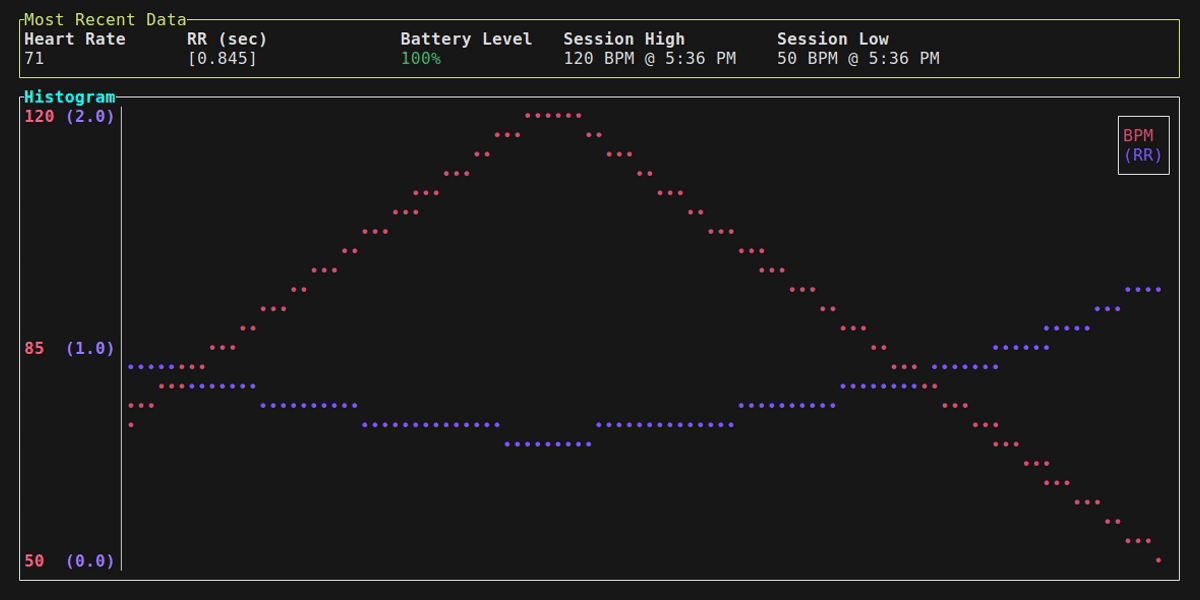 Most Recent Data
Heart Rate RR (sec) Battery Level Session High Session Low
71 [0.845] 100% 120 BPM @ 5:36 PM 50 BPM @ 5:36 PM
Histogram
120 (2.0)
BPM
(RR)
85 (1.0)
50 (0.0)